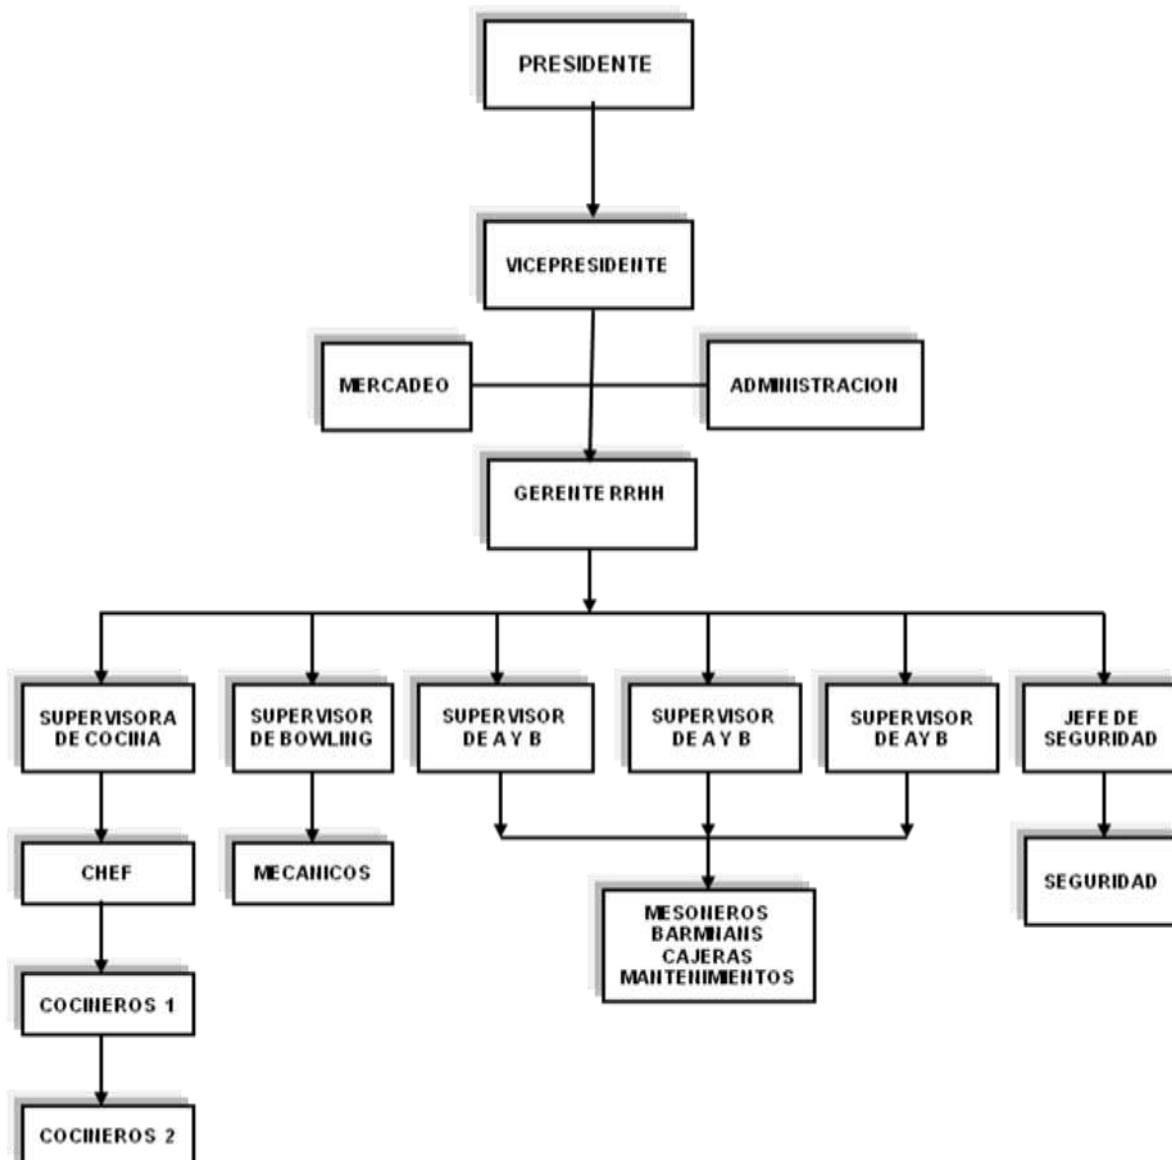 PRESIDENTE
VICEPRESIDENTE
MERCADEO
ADMINISTRACION
GERENTE RRHH
SUPERVISORA
DE COCINA
SUPERVISOR
DE BOWLING
SUPERVISOR
DE A Y B
SUPERVISOR
DE A Y B
SUPERVISOR
DE A Y B
JEFE DE
SEGURIDAD
CHEF
MECANICOS
MESONEROS
BARMNANS
CAJERAS
MANTENIMIENTOS
SEGURIDAD
COCINEROS 1
COCINEROS 2